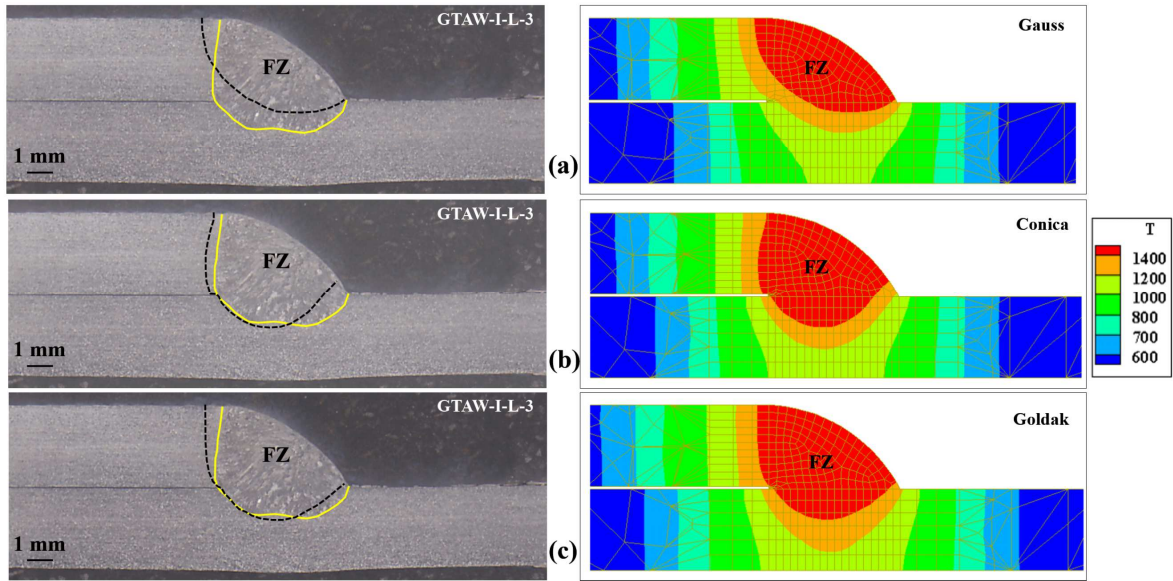 GTAW-I-L-3
FZ
1 mm
(a)
Gauss
FZ
GTAW-I-L-3
FZ
1 mm
(b)
Conica
FZ
T
1400
1200
1000
800
700
600
GTAW-I-L-3
FZ
1 mm
(c)
Goldak
FZ